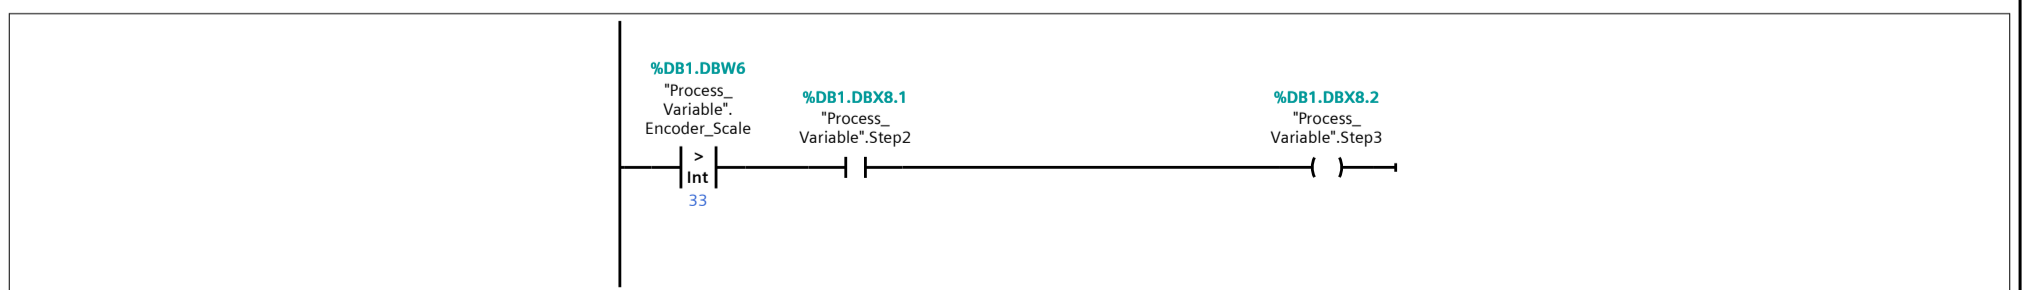 %DB1.DBW6
"Process_
Variable".
Encoder_Scale
>
Int
33
%DB1.DBX8.1
"Process_
Variable".Step2
%DB1.DBX8.2
"Process_
Variable".Step3